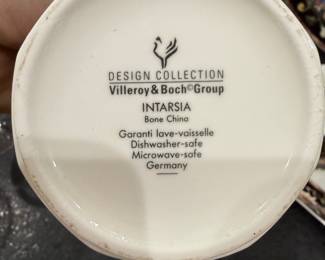 DESIGN COLLECTION
Villeroy & Boch©Group
INTARSIA
Bone China
Garanti lave-vaisselle
Dishwasher-safe
Microwave-safe
Germany